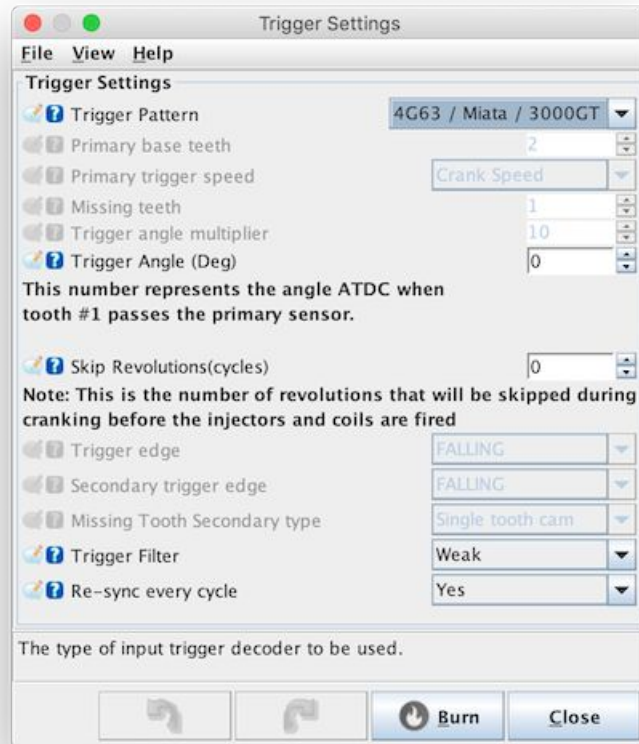 Trigger Settings
File View Help
Trigger Settings
Trigger Pattern 4G63 / Miata / 3000GT
Primary base teeth 2
Primary trigger speed Crank Speed
Missing teeth 1
Trigger angle multiplier 10
Trigger Angle (Deg) 0
This number represents the angle ATDC when
tooth #1 passes the primary sensor.
Skip Revolutions(cycles) 0
Note: This is the number of revolutions that will be skipped during
cranking before the injectors and coils are fired
Trigger edge FALLING
Secondary trigger edge FALLING
Missing Tooth Secondary type Single tooth cam
Trigger Filter Weak
Re-sync every cycle Yes
The type of input trigger decoder to be used.
Burn Close